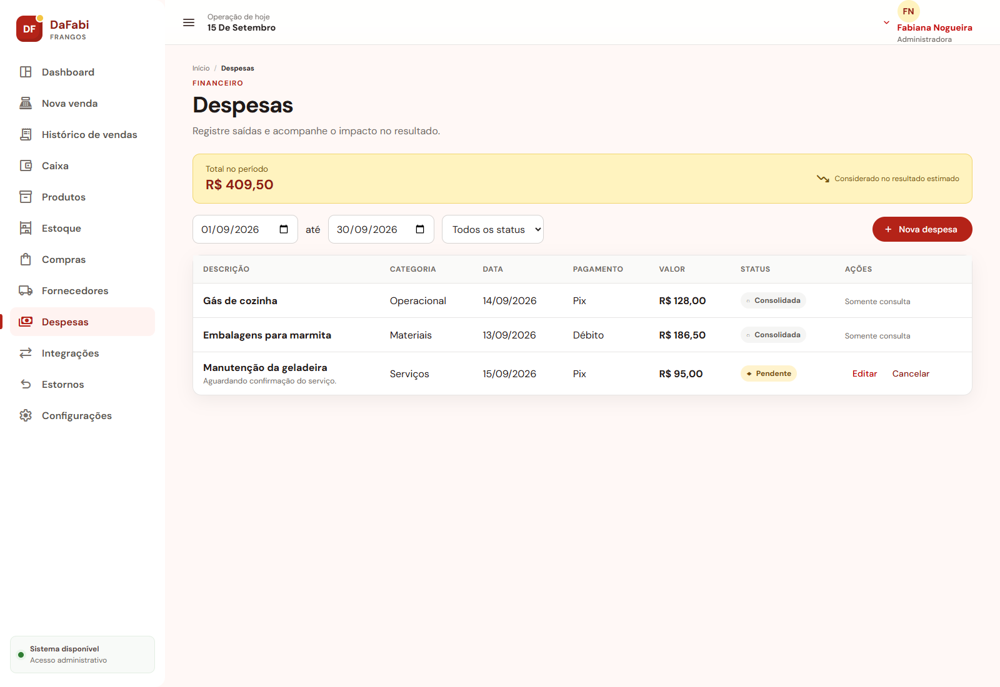 DF
DaFabi
FRANGOS
Dashboard
Nova venda
Histórico de vendas
Caixa
Produtos
Estoque
Compras
Fornecedores
Despesas
Integrações
Estornos
Configurações
Sistema disponível
Acesso administrativo
Operação de hoje
15 De Setembro
FN
Fabiana Nogueira
Administradora
Início / Despesas
FINANCEIRO
Despesas
Registre saídas e acompanhe o impacto no resultado.
Total no período
R$ 409,50
Considerado no resultado estimado
01/09/2026 até 30/09/2026 Todos os status
+ Nova despesa
DESCRIÇÃO CATEGORIA DATA PAGAMENTO VALOR STATUS AÇÕES
Gás de cozinha Operacional 14/09/2026 Pix R$ 128,00 Consolidada Somente consulta
Embalagens para marmita Materiais 13/09/2026 Débito R$ 186,50 Consolidada Somente consulta
Manutenção da geladeira Serviços 15/09/2026 Pix R$ 95,00 Pendente Editar Cancelar
Aguardando confirmação do serviço.